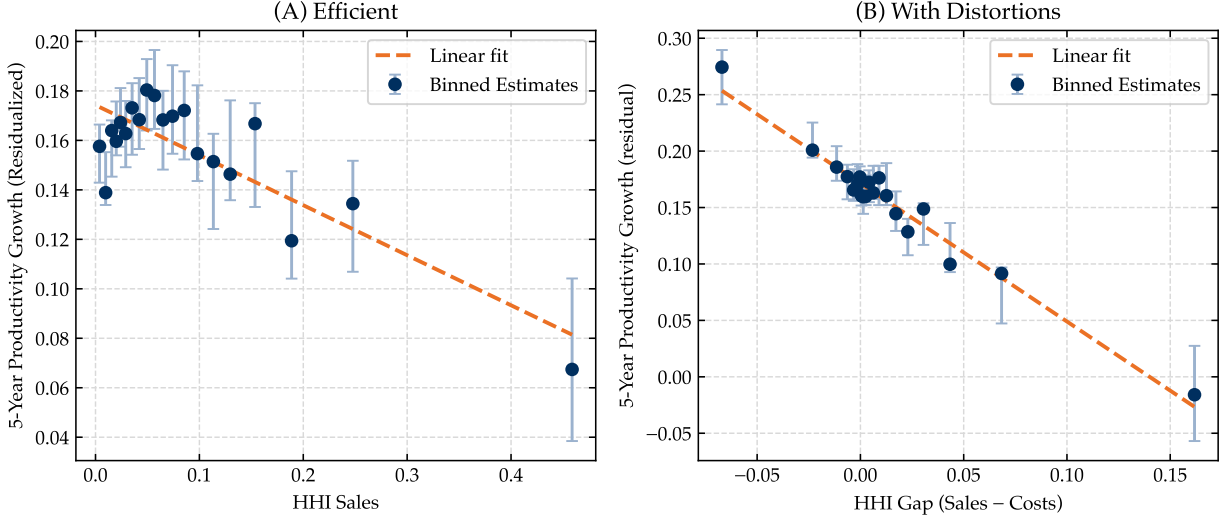 (A) Efficient
5-Year Productivity Growth (Residualized)
0.20
0.18
0.16
0.14
0.12
0.10
0.08
0.06
0.04
Linear fit
Binned Estimates
0.0
0.1
0.2
0.3
0.4
HHI Sales
(B) With Distortions
5-Year Productivity Growth (residual)
0.30
0.25
0.20
0.15
0.10
0.05
0.00
−0.05
Linear fit
Binned Estimates
−0.05
0.00
0.05
0.10
0.15
HHI Gap (Sales − Costs)